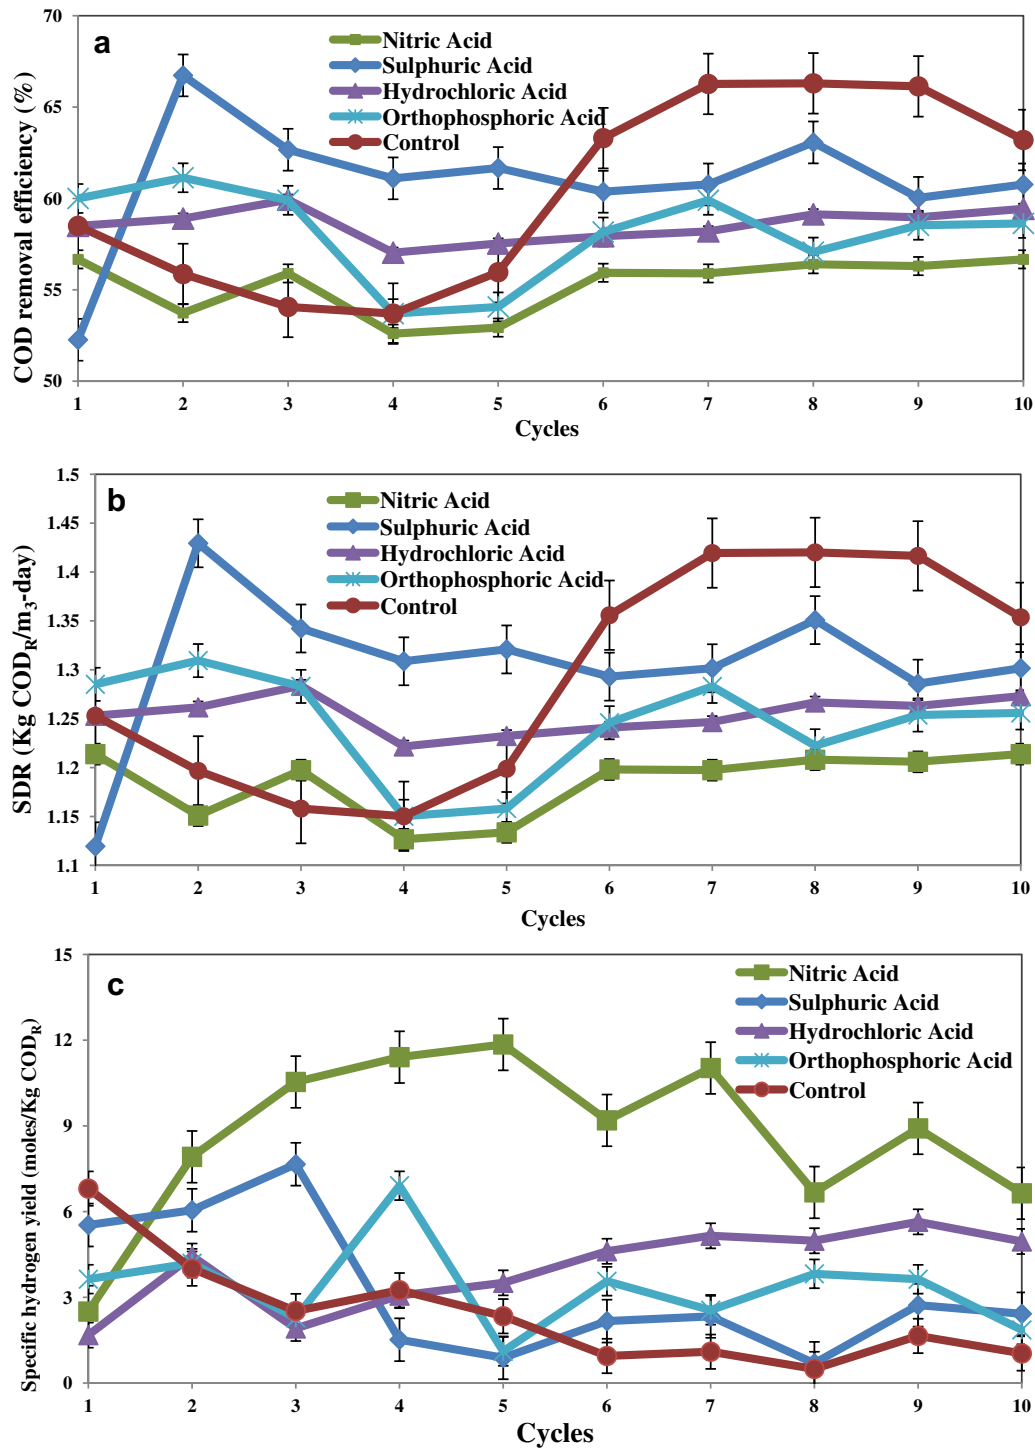 a
70
65
60
55
50
COD removal efficiency (%)
Nitric Acid
Sulphuric Acid
Hydrochloric Acid
Orthophosphoric Acid
Control
1 2 3 4 5 6 7 8 9 10
Cycles
b
1.5
1.45
1.4
1.35
1.3
1.25
1.2
1.15
1.1
SDR (Kg COD_R/m_3-day)
Nitric Acid
Sulphuric Acid
Hydrochloric Acid
Orthophosphoric Acid
Control
1 2 3 4 5 6 7 8 9 10
Cycles
c
15
12
9
6
3
0
Specific hydrogen yield (moles/Kg COD_R)
Nitric Acid
Sulphuric Acid
Hydrochloric Acid
Orthophosphoric Acid
Control
1 2 3 4 5 6 7 8 9 10
Cycles